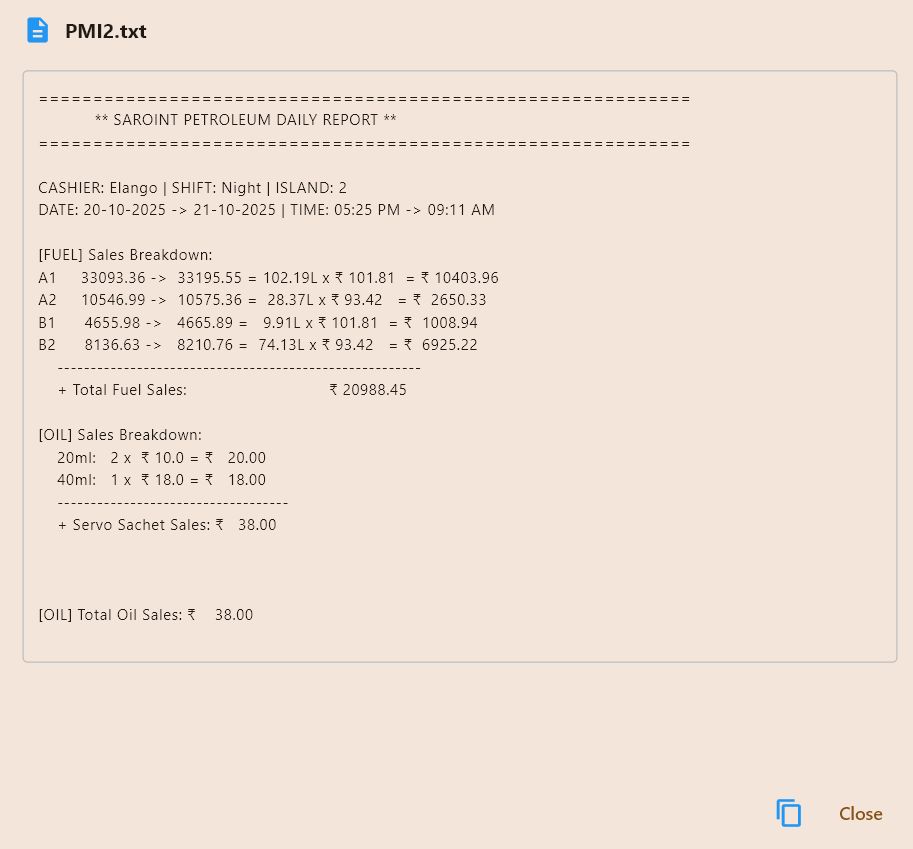 PMI2.txt
============================================================
** SAROINT PETROLEUM DAILY REPORT **
============================================================
CASHIER: Elango | SHIFT: Night | ISLAND: 2
DATE: 20-10-2025 -> 21-10-2025 | TIME: 05:25 PM -> 09:11 AM
[FUEL] Sales Breakdown:
A1 33093.36 -> 33195.55 = 102.19L x ₹ 101.81 = ₹ 10403.96
A2 10546.99 -> 10575.36 = 28.37L x ₹ 93.42 = ₹ 2650.33
B1 4655.98 -> 4665.89 = 9.91L x ₹ 101.81 = ₹ 1008.94
B2 8136.63 -> 8210.76 = 74.13L x ₹ 93.42 = ₹ 6925.22
-------------------------------------------------------
+ Total Fuel Sales: ₹ 20988.45
[OIL] Sales Breakdown:
20ml: 2 x ₹ 10.0 = ₹ 20.00
40ml: 1 x ₹ 18.0 = ₹ 18.00
-----------------------------------
+ Servo Sachet Sales: ₹ 38.00
[OIL] Total Oil Sales: ₹ 38.00
Close